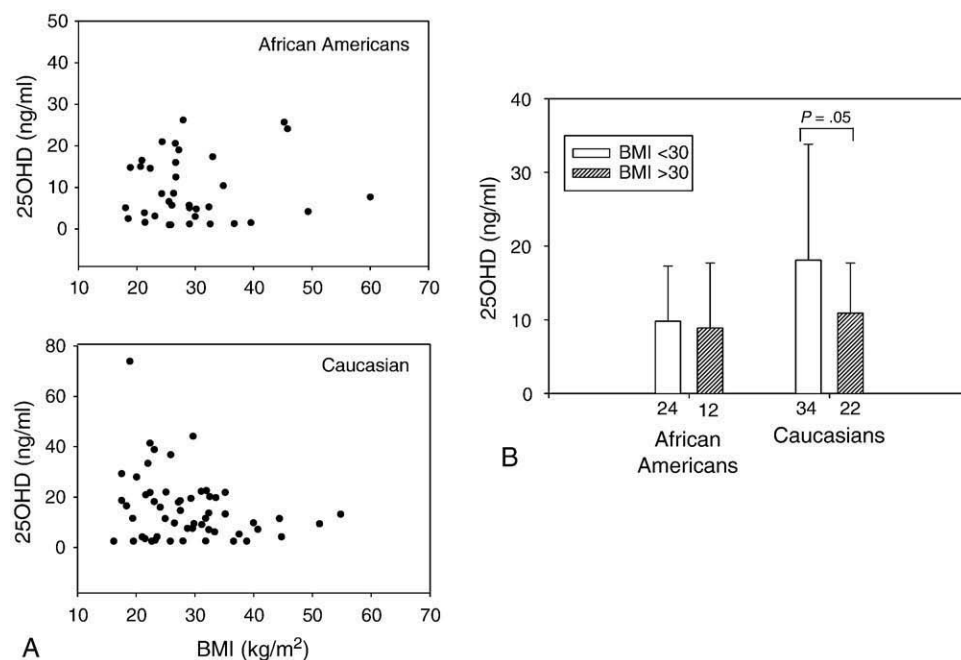 African Americans
25OHD (ng/ml)
50
40
30
20
10
0
10 20 30 40 50 60 70
Caucasian
25OHD (ng/ml)
80
60
40
20
0
10 20 30 40 50 60 70
BMI (kg/m²)
A
P = .05
BMI <30
BMI >30
25OHD (ng/ml)
40
30
20
10
0
24 12 34 22
African
Americans
Caucasians
B